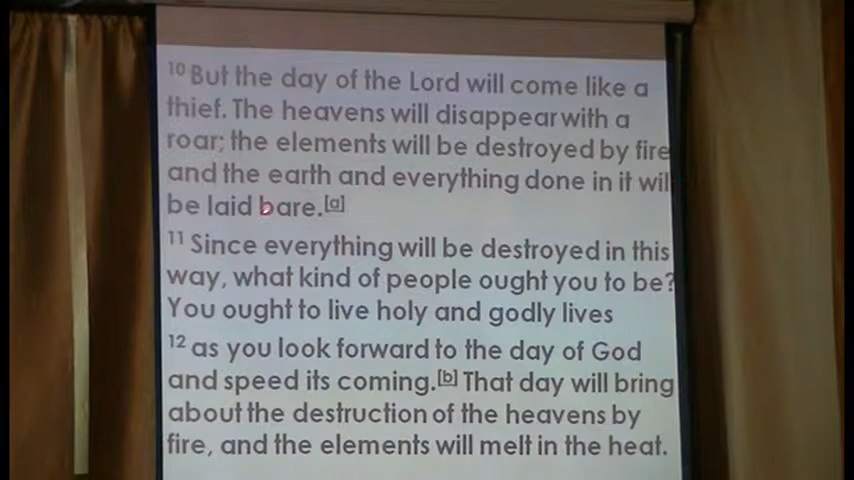 10 But the day of the Lord will come like a
thief. The heavens will disappear with a
roar; the elements will be destroyed by fire
and the earth and everything done in it will
be laid bare.[a]
11 Since everything will be destroyed in this
way, what kind of people ought you to be?
You ought to live holy and godly lives
12 as you look forward to the day of God
and speed its coming.[b] That day will bring
about the destruction of the heavens by
fire, and the elements will melt in the heat.